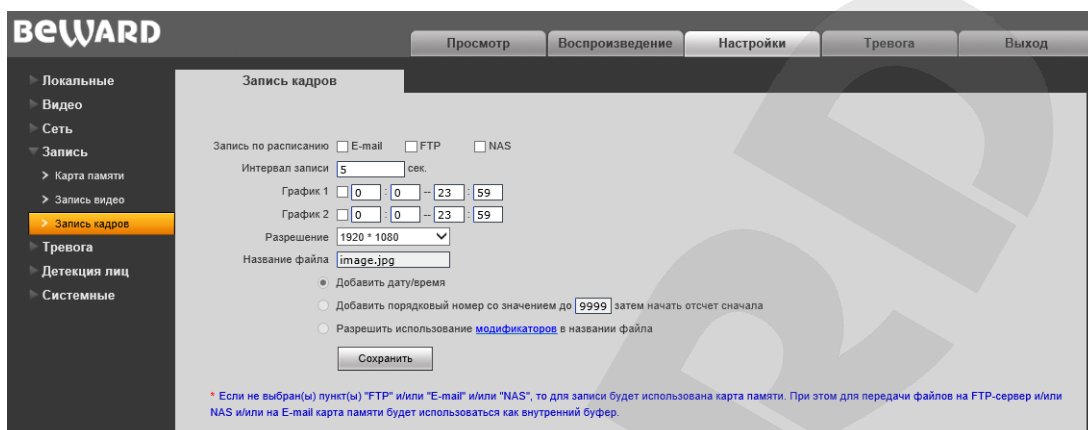 BEWARD
Просмотр Воспроизведение Настройки Тревога Выход
Локальные
Видео
Сеть
Запись
Карта памяти
Запись видео
Запись кадров
Тревога
Детекция лиц
Системные
Запись кадров
Запись по расписанию E-mail FTP NAS
Интервал записи 5 сек.
График 1 0 : 0 -- 23 : 59
График 2 0 : 0 -- 23 : 59
Разрешение 1920 * 1080
Название файла image.jpg
Добавить дату/время
Добавить порядковый номер со значением до 9999 затем начать отсчет сначала
Разрешить использование модификаторов в названии файла
Сохранить
* Если не выбран(ы) пункт(ы) "FTP" и/или "E-mail" и/или "NAS", то для записи будет использована карта памяти. При этом для передачи файлов на FTP-сервер и/или
NAS и/или на E-mail карта памяти будет использоваться как внутренний буфер.